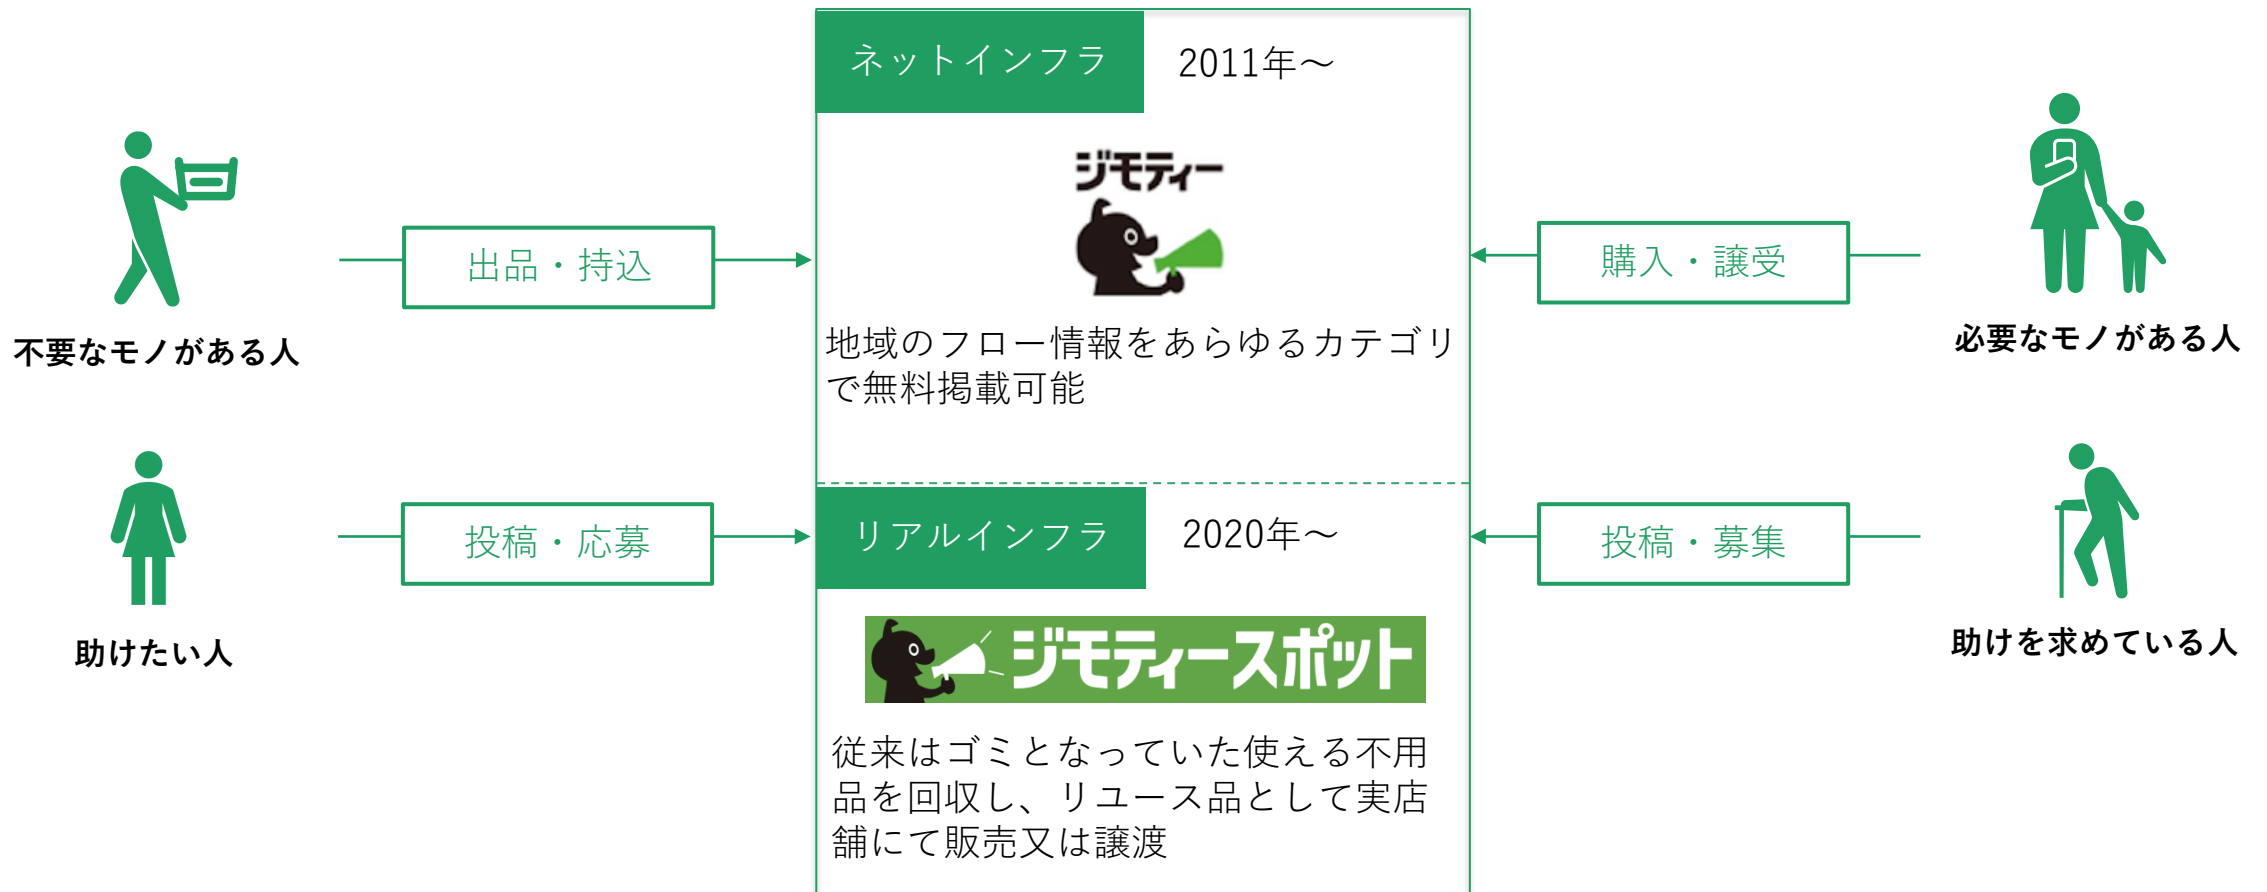 ネットインフラ
2011年～
ジモティー
出品・持込
購入・譲受
不要なモノがある人
必要なモノがある人
地域のフロー情報をあらゆるカテゴリ
で無料掲載可能
リアルインフラ
2020年～
投稿・応募
投稿・募集
助けたい人
助けを求めている人
ジモティースポット
従来はゴミとなっていた使える不用
品を回収し、リユース品として実店
舗にて販売又は譲渡